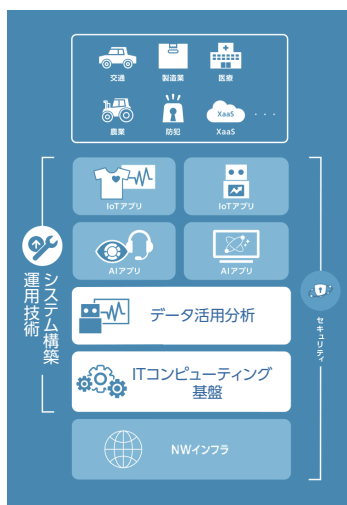 交通
製造業
医療
農業
防犯
XaaS
XaaS
・・・
IoTアプリ
IoTアプリ
AIアプリ
AIアプリ
システム構築
運用技術
データ活用分析
ITコンピューティング
基盤
NWインフラ
セキュリティ